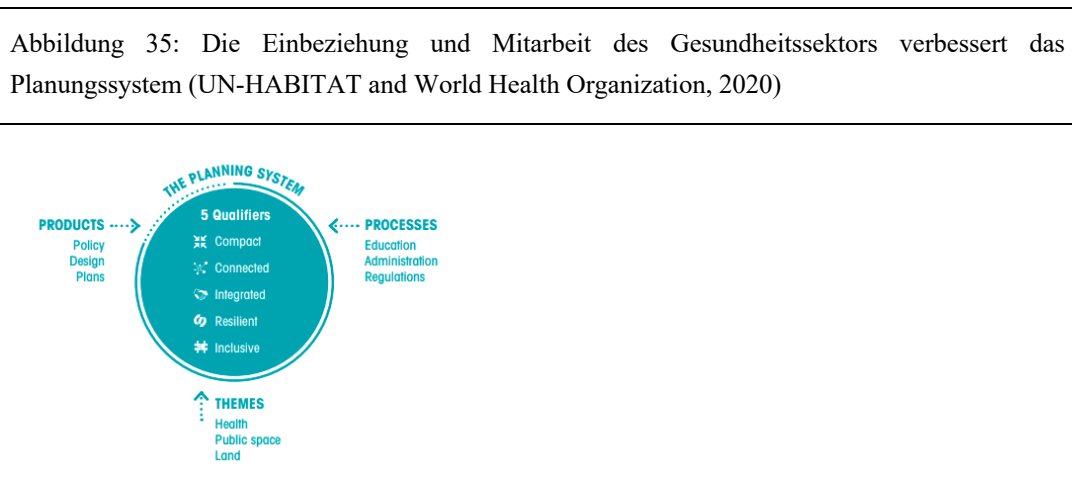 Abbildung 35: Die Einbeziehung und Mitarbeit des Gesundheitssektors verbessert das
Planungssystem (UN-HABITAT and World Health Organization, 2020)
THE PLANNING SYSTEM
5 Qualifiers
Compact
Connected
Integrated
Resilient
Inclusive
PRODUCTS
Policy
Design
Plans
PROCESSES
Education
Administration
Regulations
THEMES
Health
Public space
Land